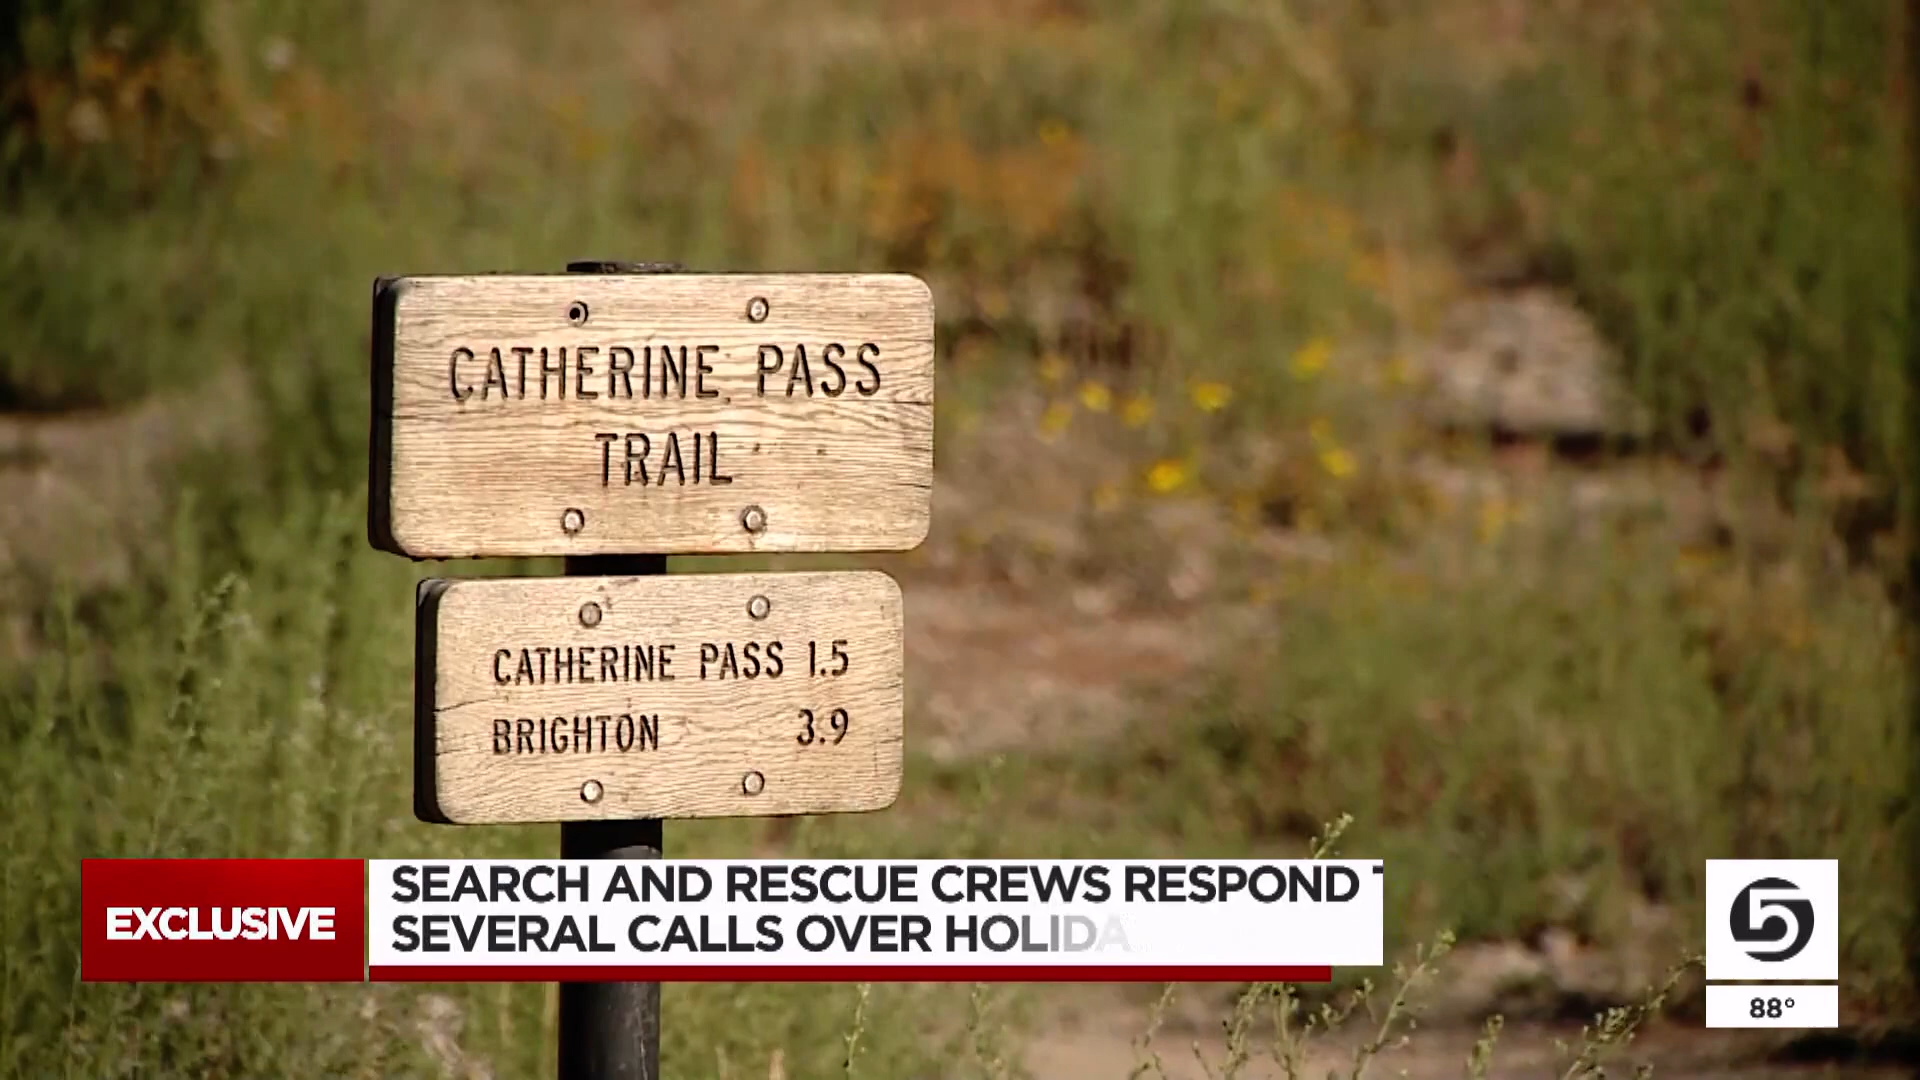 CATHERINE PASS
TRAIL
CATHERINE PASS 1.5
BRIGHTON 3.9
EXCLUSIVE
SEARCH AND RESCUE CREWS RESPOND
SEVERAL CALLS OVER HOLIDA
5
88°